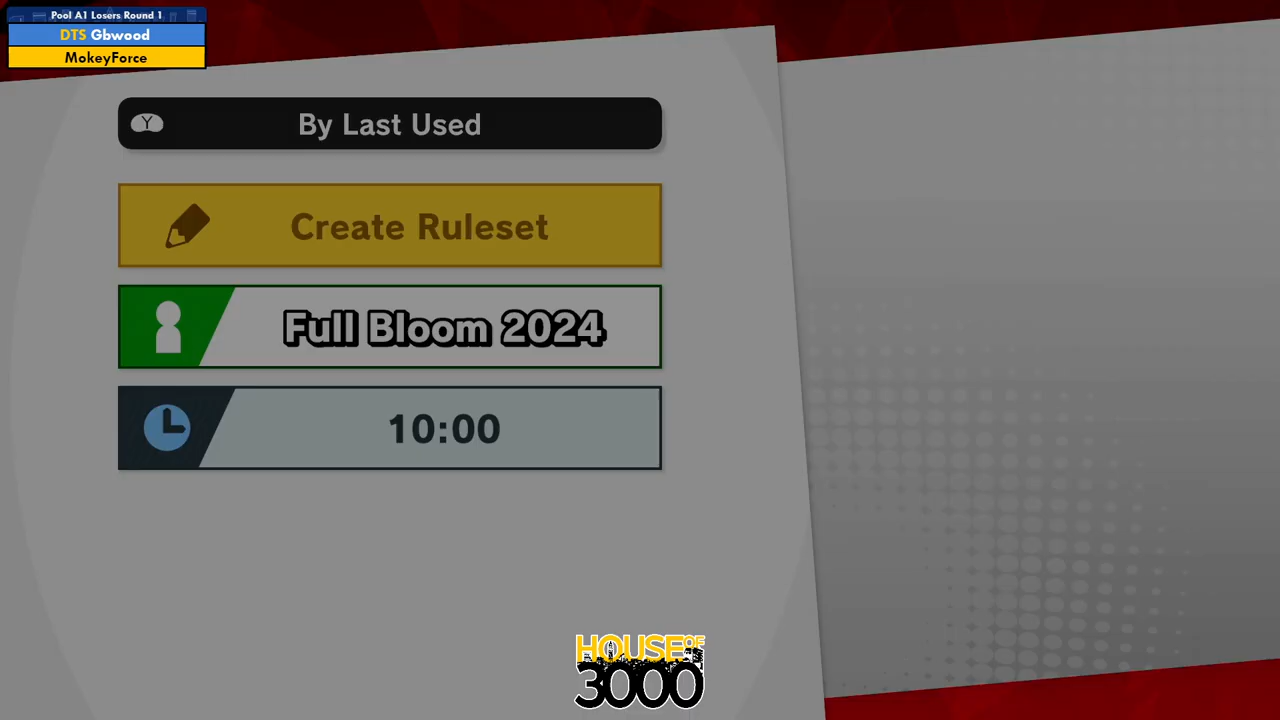 Pool A1 Losers Round 1
DTS Gbwood
MokeyForce
Y By Last Used
Create Ruleset
Full Bloom 2024
10:00
HOUSE OF
3000